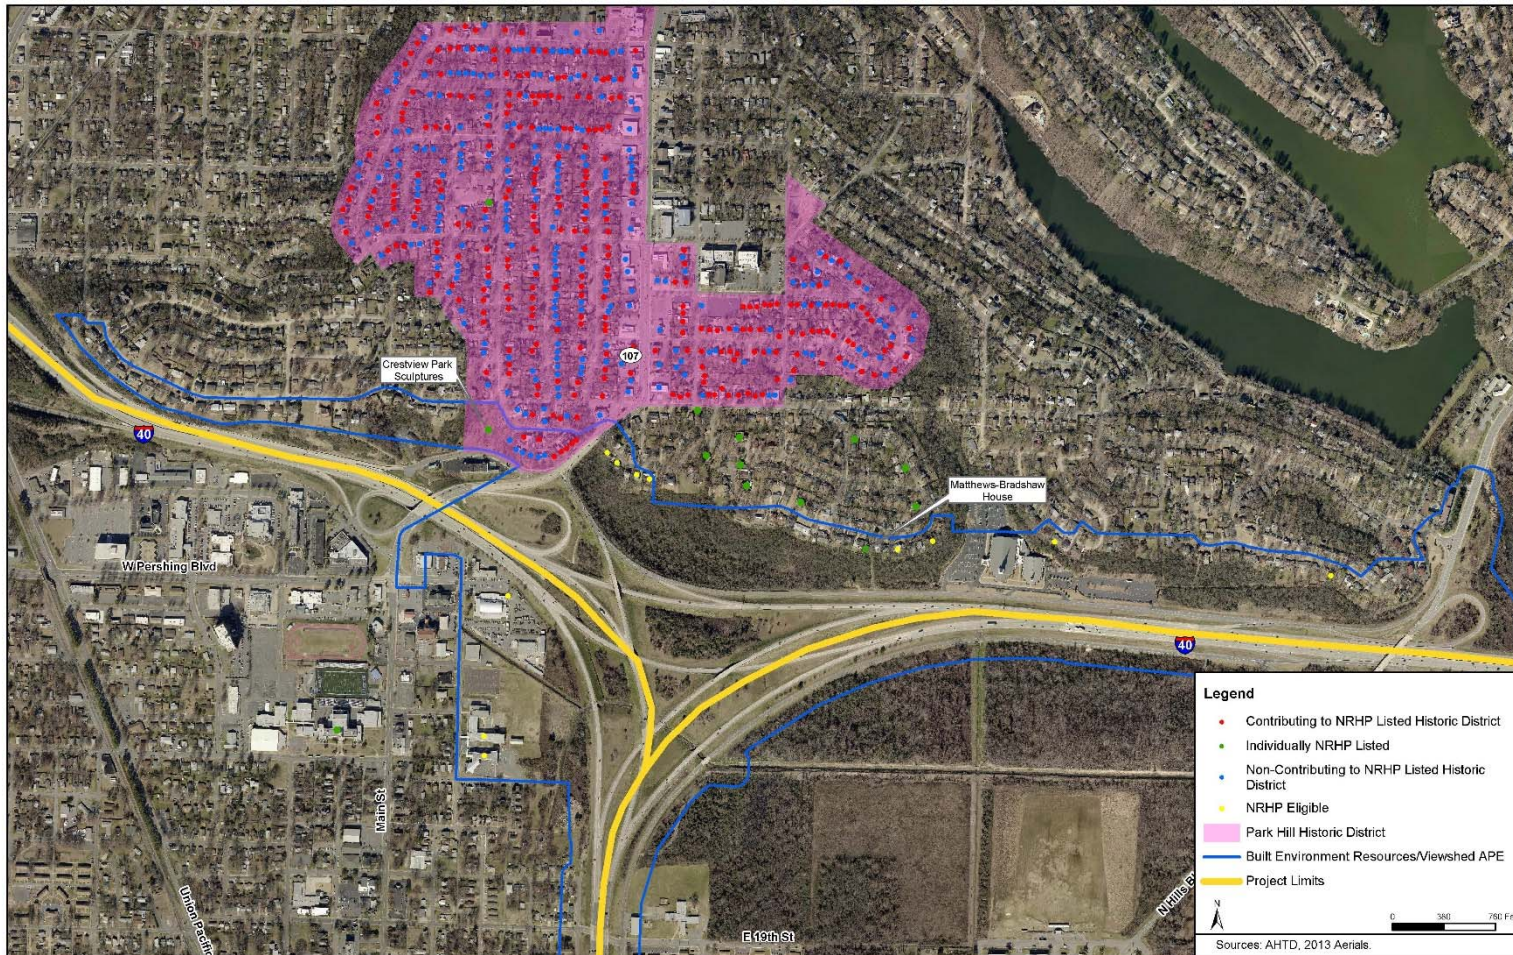 107
Crestview Park
Sculptures
40
Matthews-Bradshaw
House
W Pershing Blvd
40
Main St
Union Pacific
N Hills
E 19th St
Legend
Contributing to NRHP Listed Historic District
Individually NRHP Listed
Non-Contributing to NRHP Listed Historic
District
NRHP Eligible
Park Hill Historic District
Built Environment Resources/Viewshed APE
Project Limits
N
0 380 760 Fe
Sources: AHTD, 2013 Aerials.